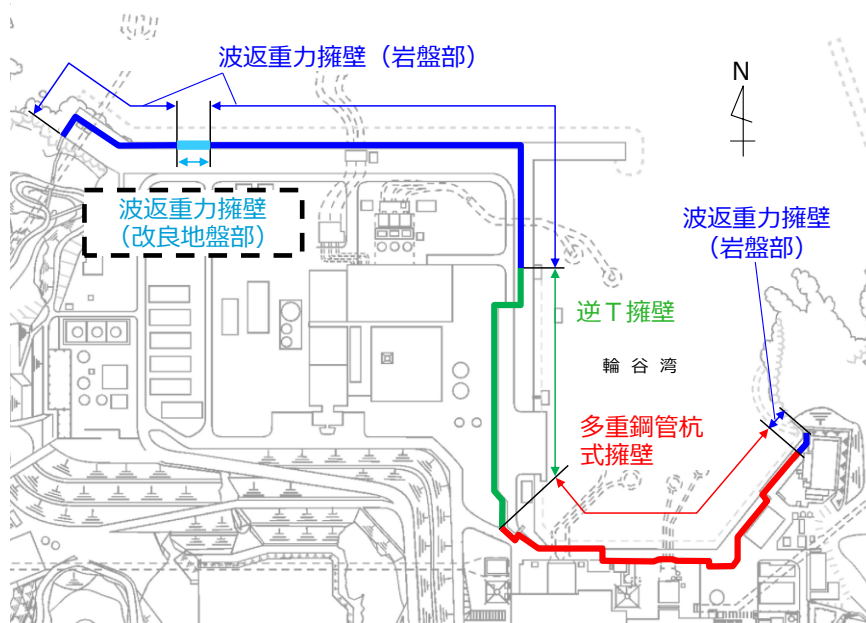 波返重力擁壁（岩盤部）
N
波返重力擁壁
（改良地盤部）
波返重力擁壁
（岩盤部）
逆Ｔ擁壁
輪谷湾
多重鋼管杭
式擁壁